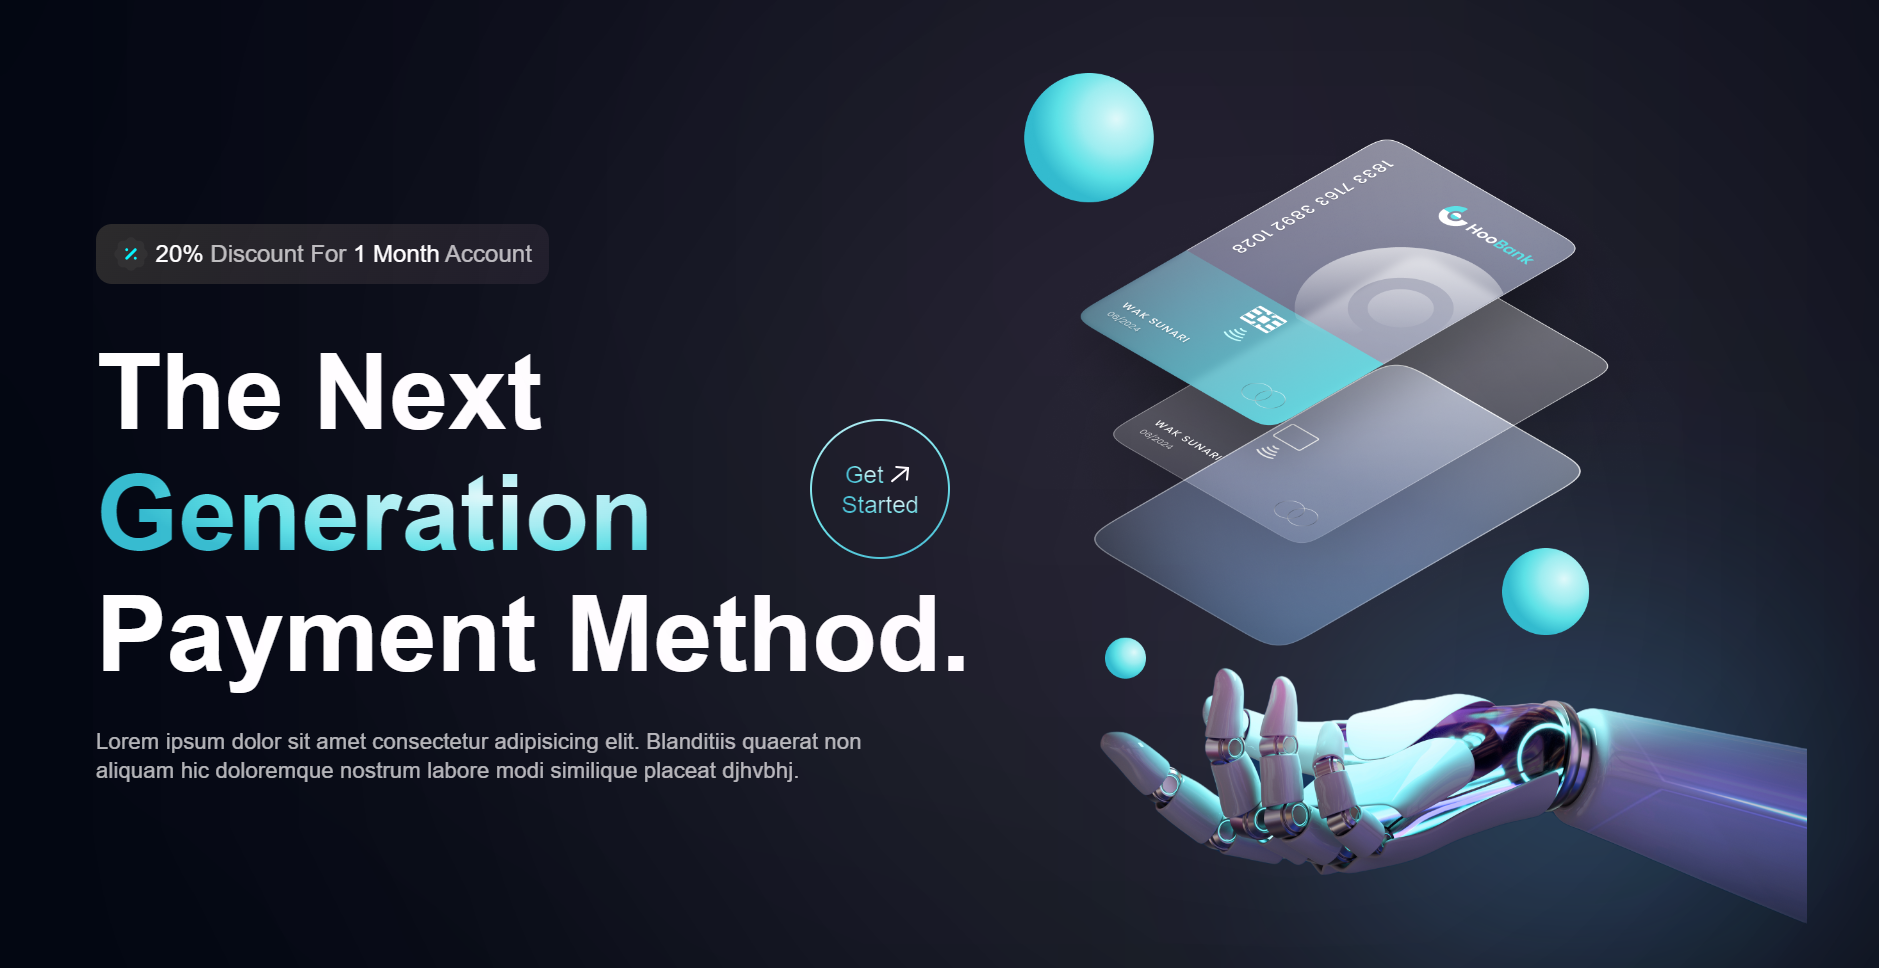 20% Discount For 1 Month Account
The Next
Generation
Payment Method.
Get
Started
Lorem ipsum dolor sit amet consectetur adipisicing elit. Blanditiis quaerat non
aliquam hic doloremque nostrum labore modi similique placeat djhvbhj.
1833 7163 3892 1028
HooBank
WAK SUNARI
06/2024
WAK SUNARI
06/2024